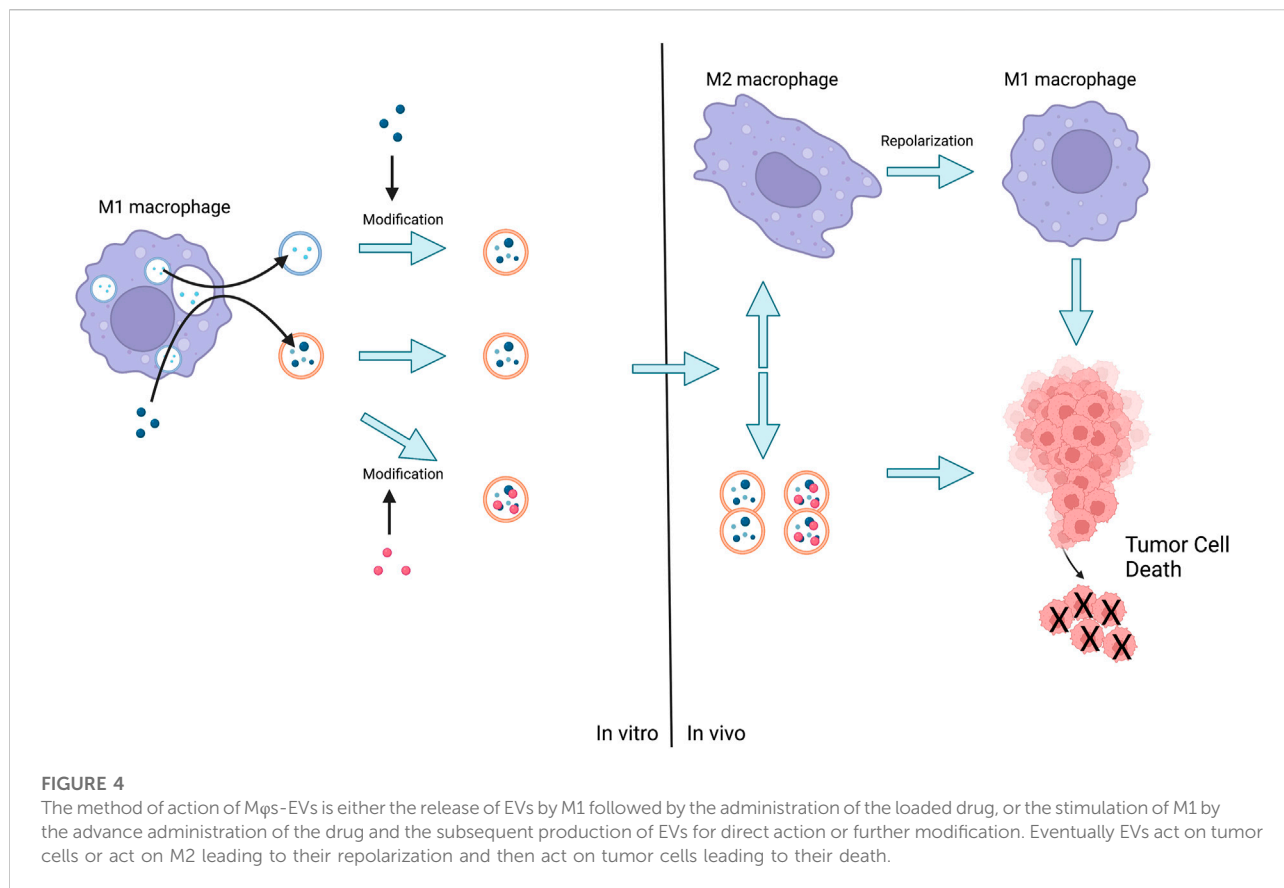 M2 macrophage
M1 macrophage
Repolarization
M1 macrophage
Modification
Modification
Tumor Cell
Death
X X X X X
In vitro
In vivo
FIGURE 4
The method of action of Mφs-EVs is either the release of EVs by M1 followed by the administration of the loaded drug, or the stimulation of M1 by
the advance administration of the drug and the subsequent production of EVs for direct action or further modification. Eventually EVs act on tumor
cells or act on M2 leading to their repolarization and then act on tumor cells leading to their death.